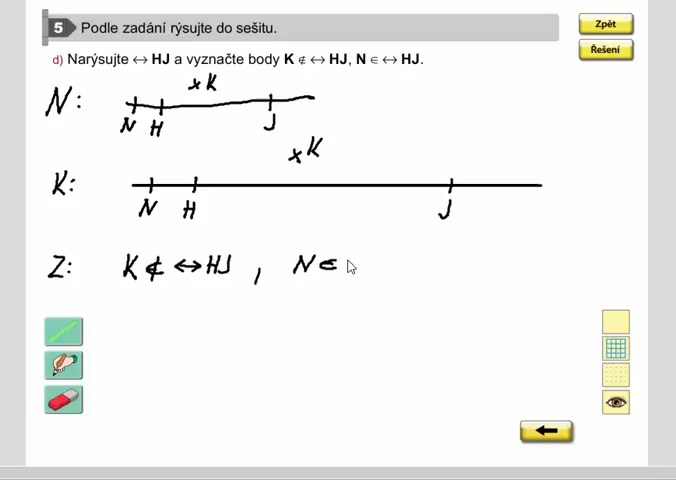 5 Podle zadání rýsujte do sešitu.
Zpět
Řešení
d) Narýsujte ↔ HJ a vyznačte body K ∉ ↔ HJ, N ∈ ↔ HJ.
N:
x K
N H J
x K
K:
N H J
Z: K ∉ ↔ HJ , N ∈